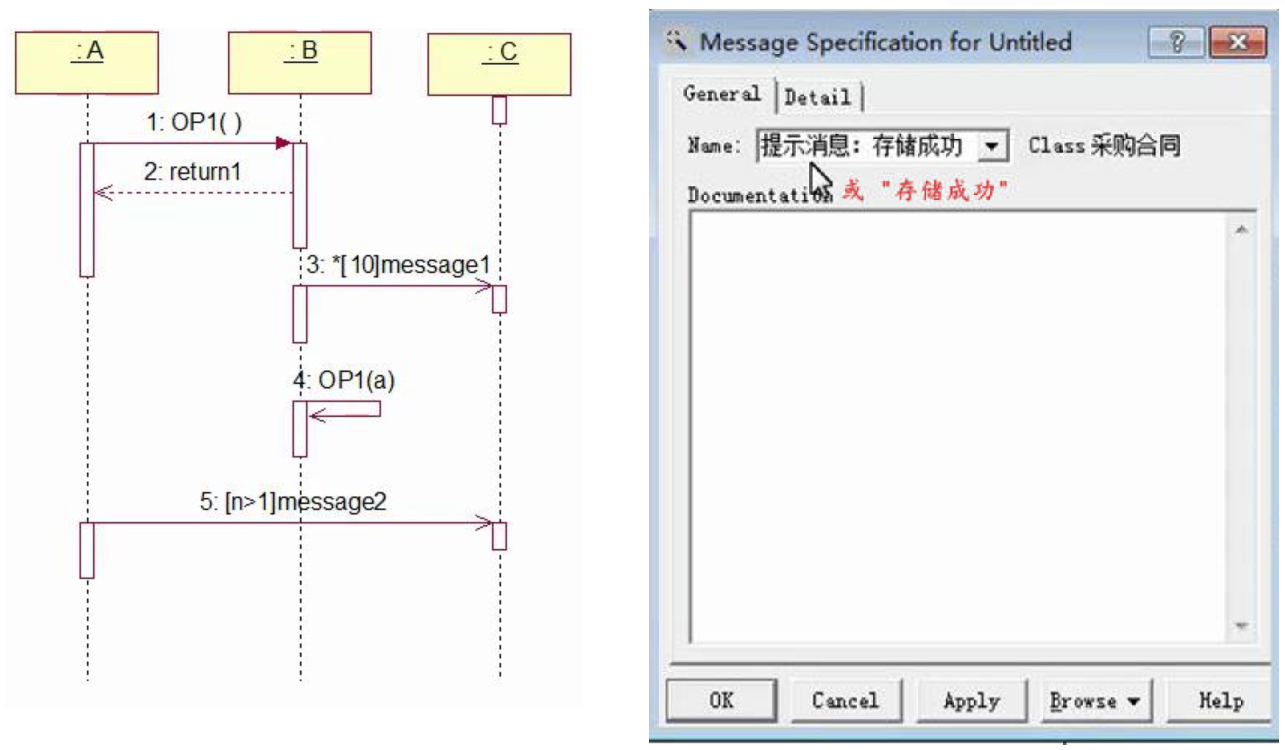 : A
: B
: C
1: OP1( )
2: return1
3: *[10]message1
4: OP1(a)
5: [n>1]message2
Message Specification for Untitled
General Detail
Name: 提示消息: 存储成功 Class 采购合同
Documentation 或 "存储成功"
OK Cancel Apply Browse Help